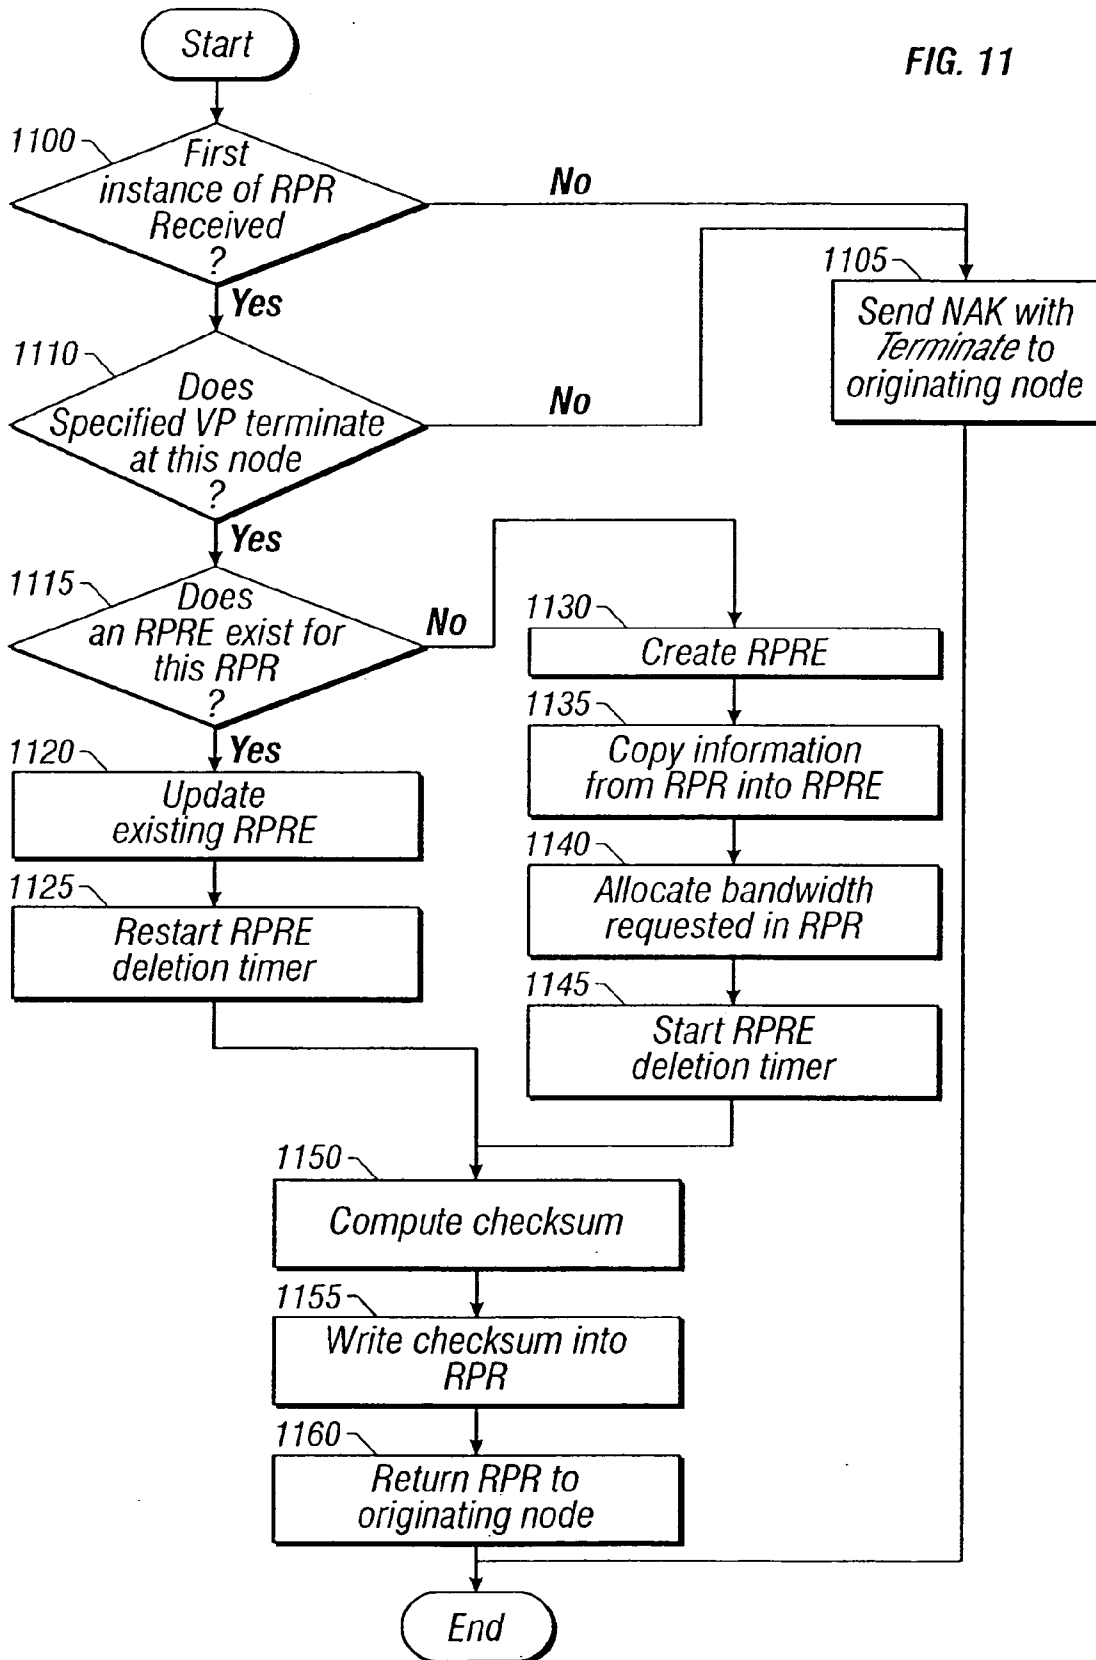 Start
FIG. 11
1100
First
instance of RPR
Received
?
No
Yes
1105
Send NAK with
Terminate to
originating node
1110
Does
Specified VP terminate
at this node
?
No
Yes
1115
Does
an RPRE exist for
this RPR
?
No
Yes
1130
Create RPRE
1135
Copy information
from RPR into RPRE
1120
Update
existing RPRE
1140
Allocate bandwidth
requested in RPR
1125
Restart RPRE
deletion timer
1145
Start RPRE
deletion timer
1150
Compute checksum
1155
Write checksum into
RPR
1160
Return RPR to
originating node
End